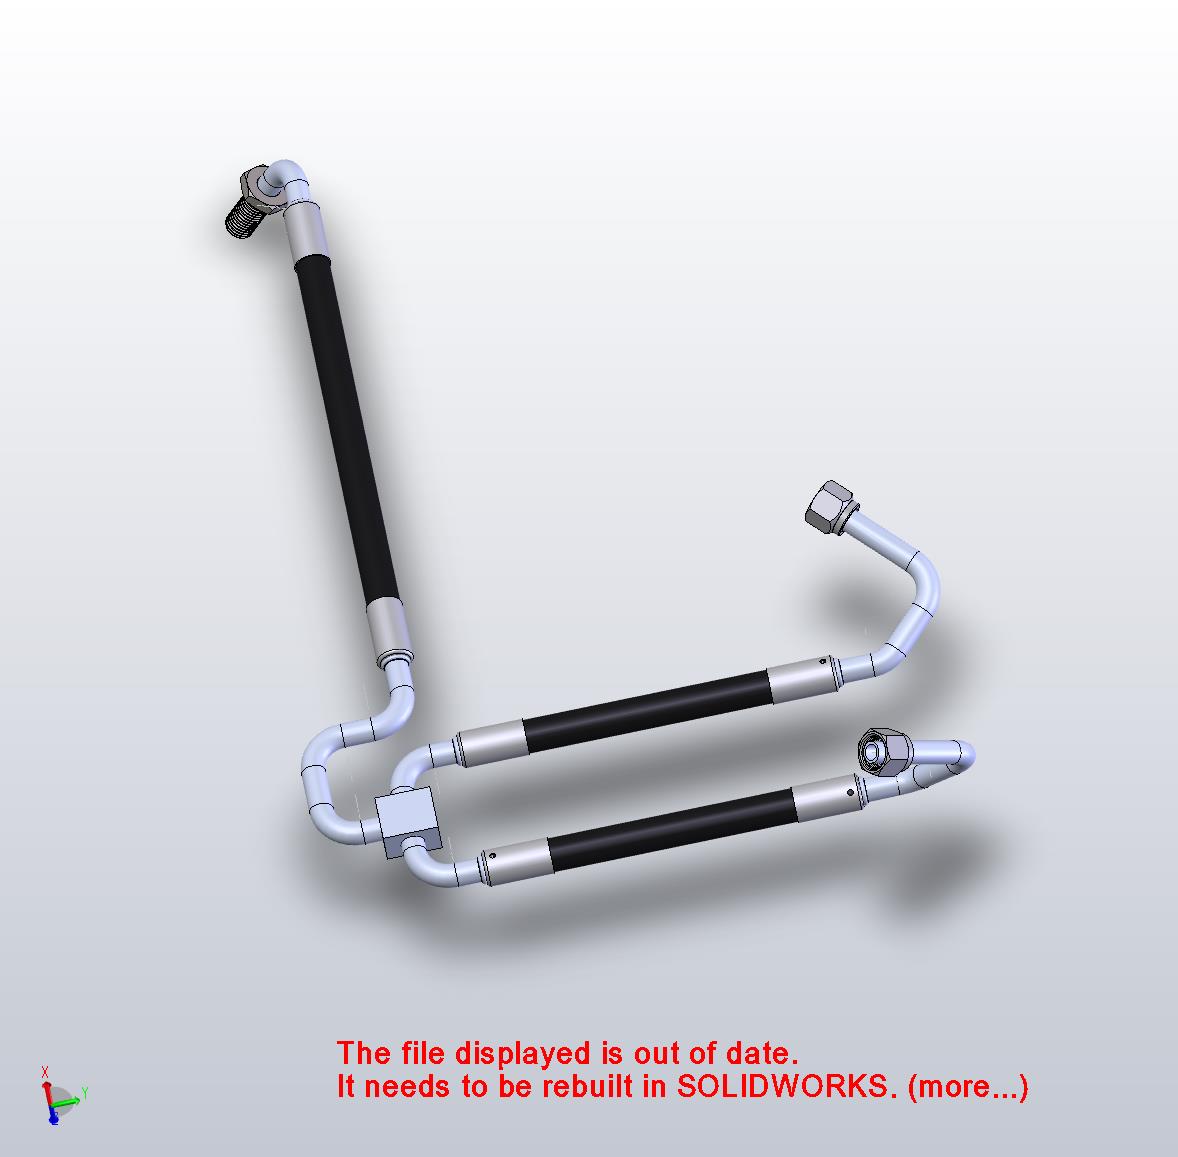 The file displayed is out of date.
It needs to be rebuilt in SOLIDWORKS. (more...)
X
Y
Z